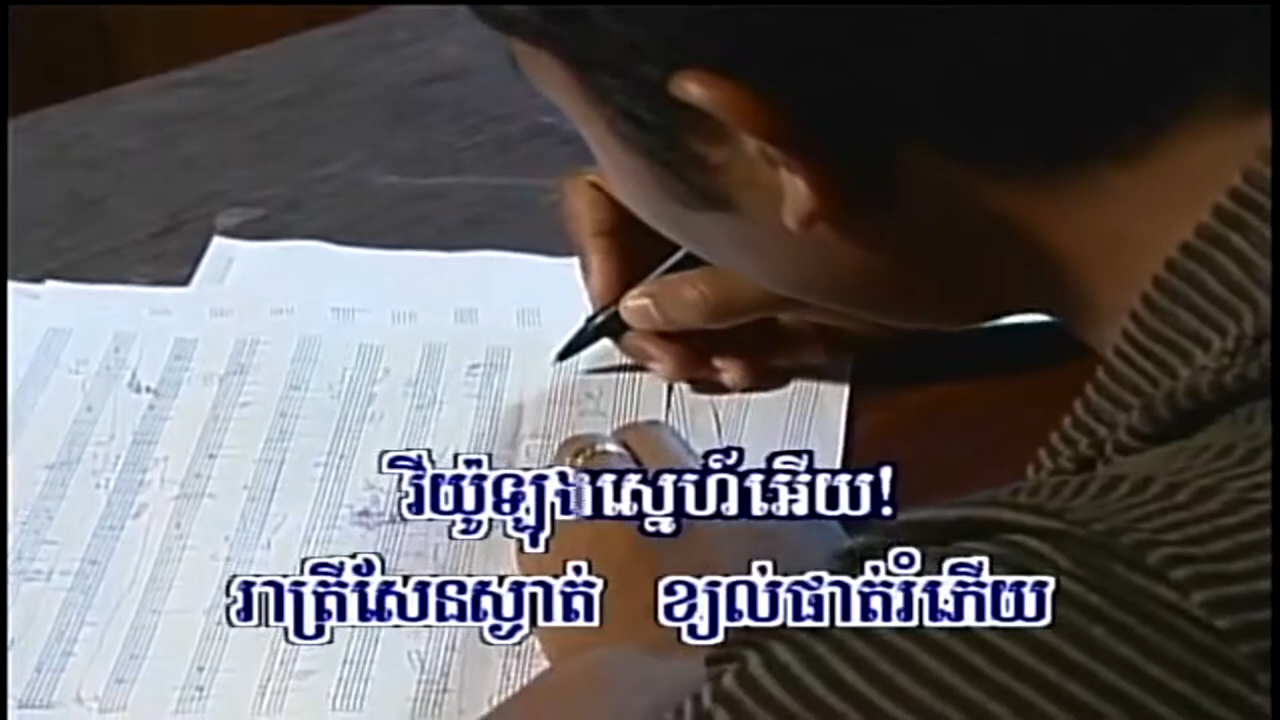 រីយ៉ូឡុងស្នេហ៍អើយ!
រាត្រីសែនស្ងាត់ ខ្យល់ផាត់រំភើយ